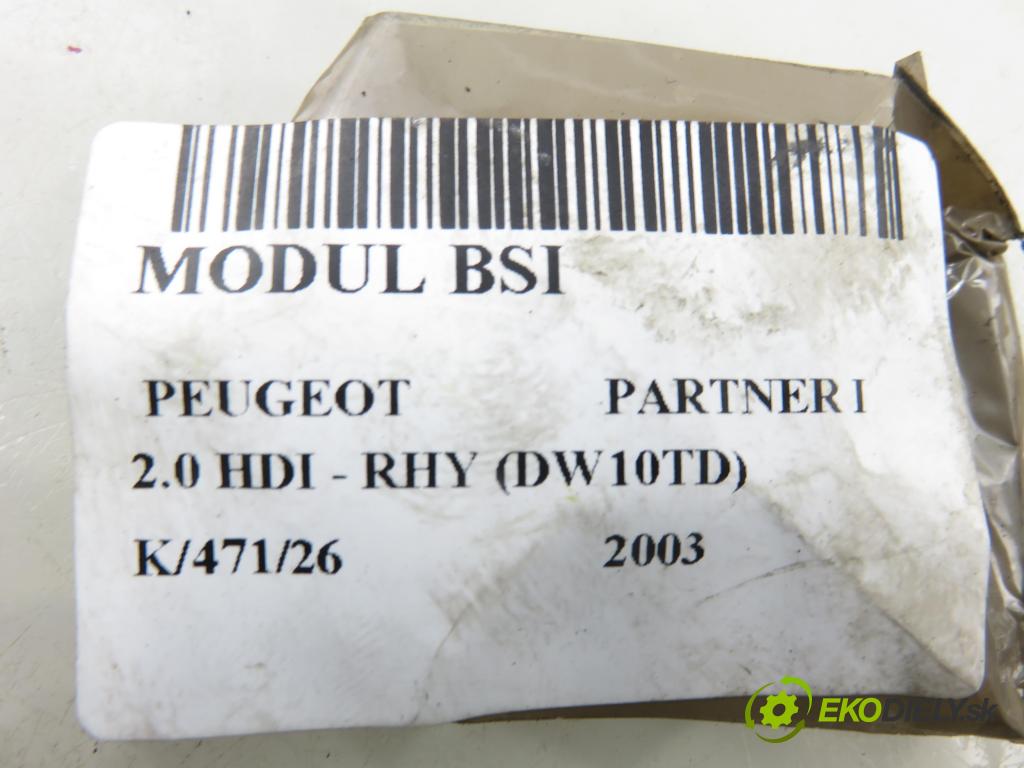 MODUL BSI
PEUGEOT PARTNER I
2.0 HDI - RHY (DW10TD)
K/471/26 2003
EKODIELY.sk